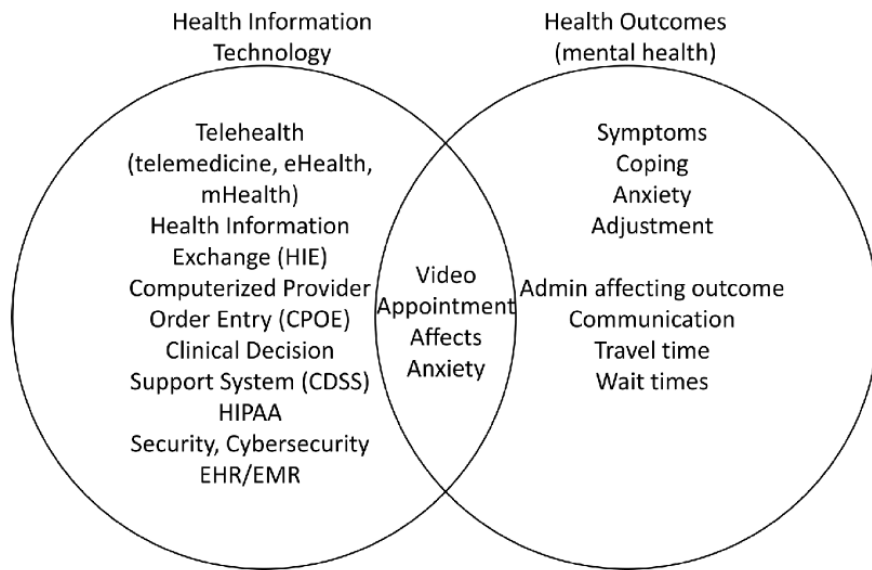 Health Information
Technology
Health Outcomes
(mental health)
Telehealth
(telemedicine, eHealth,
mHealth)
Health Information
Exchange (HIE)
Computerized Provider
Order Entry (CPOE)
Clinical Decision
Support System (CDSS)
HIPAA
Security, Cybersecurity
EHR/EMR
Video
Appointment
Affects
Anxiety
Symptoms
Coping
Anxiety
Adjustment
Admin affecting outcome
Communication
Travel time
Wait times